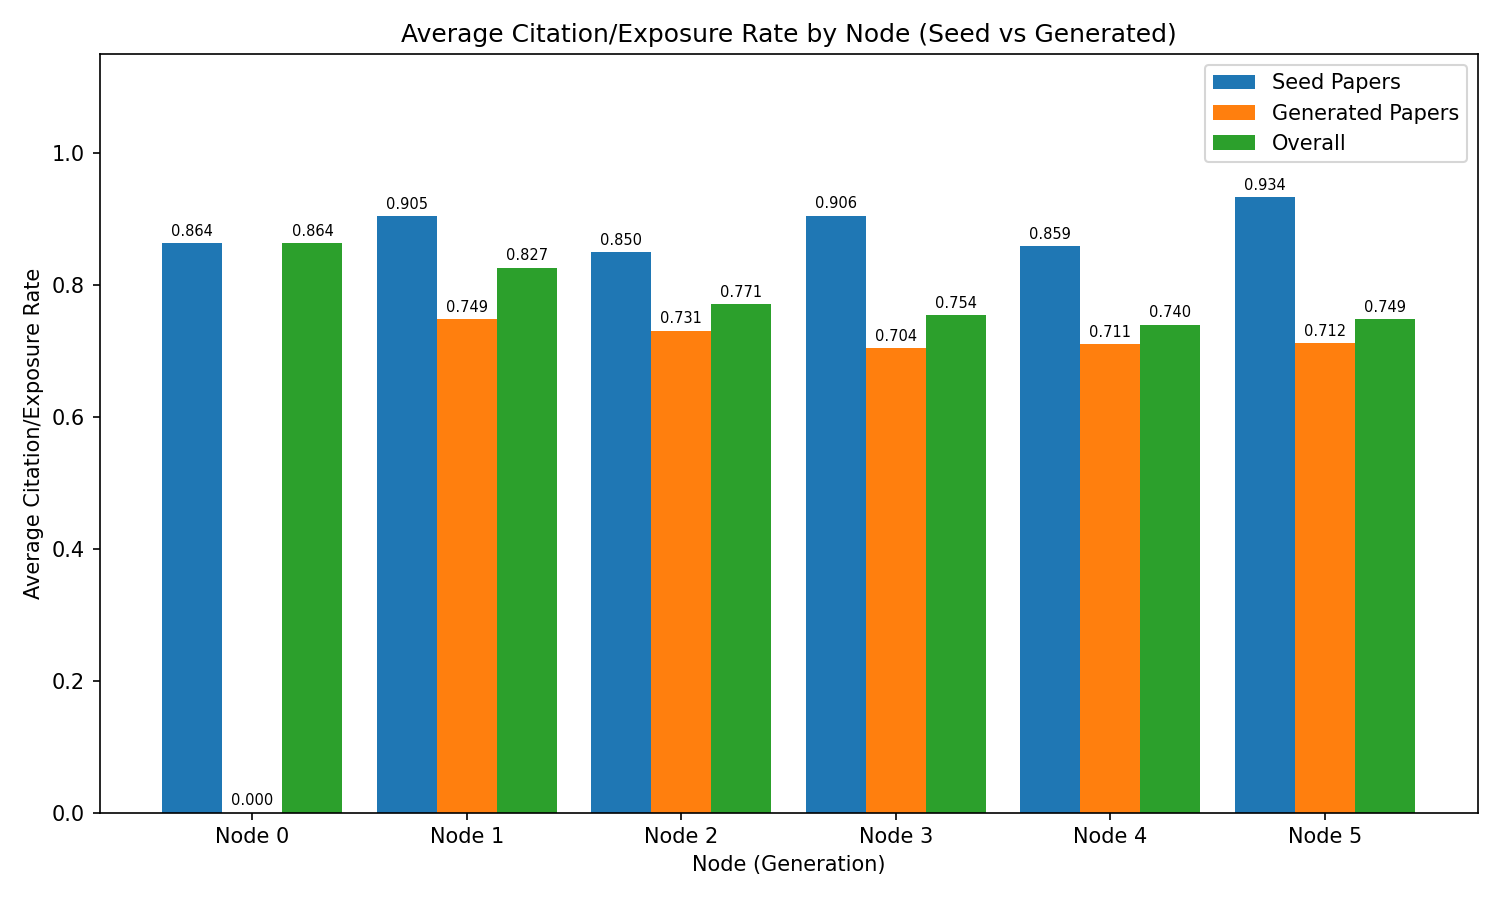 Average Citation/Exposure Rate by Node (Seed vs Generated)
Seed Papers
Generated Papers
Overall
Average Citation/Exposure Rate
1.0
0.8
0.6
0.4
0.2
0.0
0.864
0.000
0.864
0.905
0.749
0.827
0.850
0.731
0.771
0.906
0.704
0.754
0.859
0.711
0.740
0.934
0.712
0.749
Node 0
Node 1
Node 2
Node 3
Node 4
Node 5
Node (Generation)